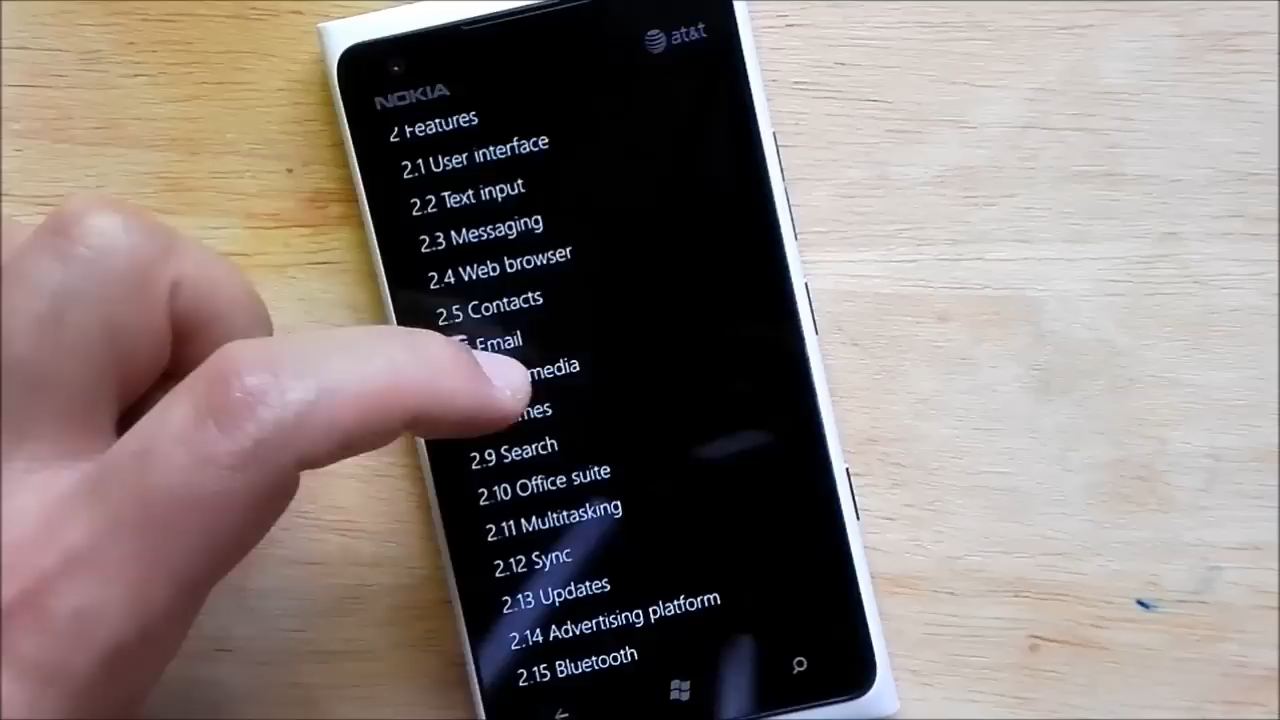 at&t
NOKIA
2 Features
2.1 User interface
2.2 Text input
2.3 Messaging
2.4 Web browser
2.5 Contacts
Email
media
2.9 Search
2.10 Office suite
2.11 Multitasking
2.12 Sync
2.13 Updates
2.14 Advertising platform
2.15 Bluetooth